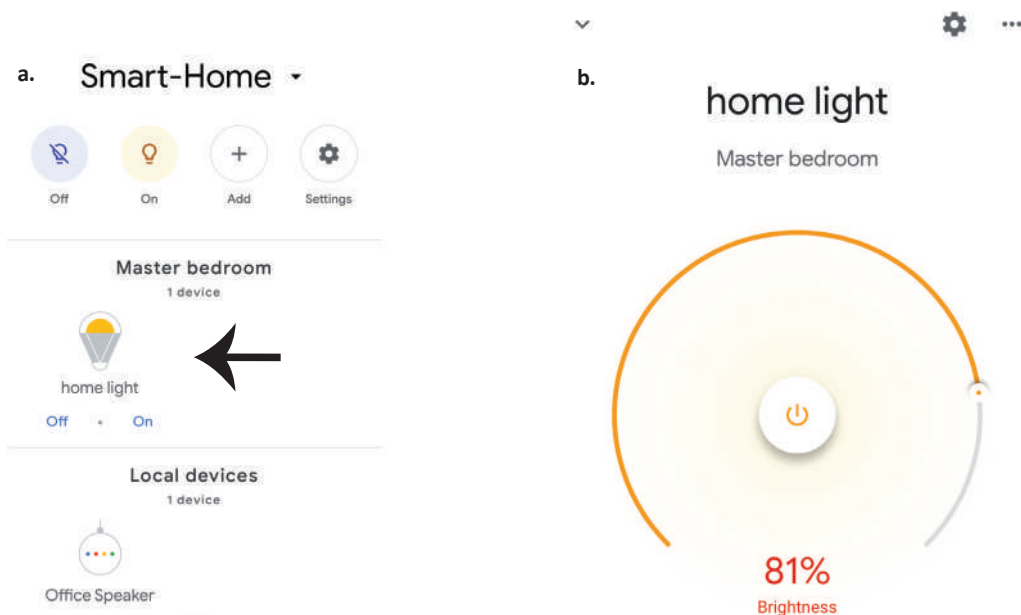 a.
Smart-Home
Off On Add Settings
Master bedroom
1 device
home light
Off • On
Local devices
1 device
Office Speaker
b.
home light
Master bedroom
81%
Brightness